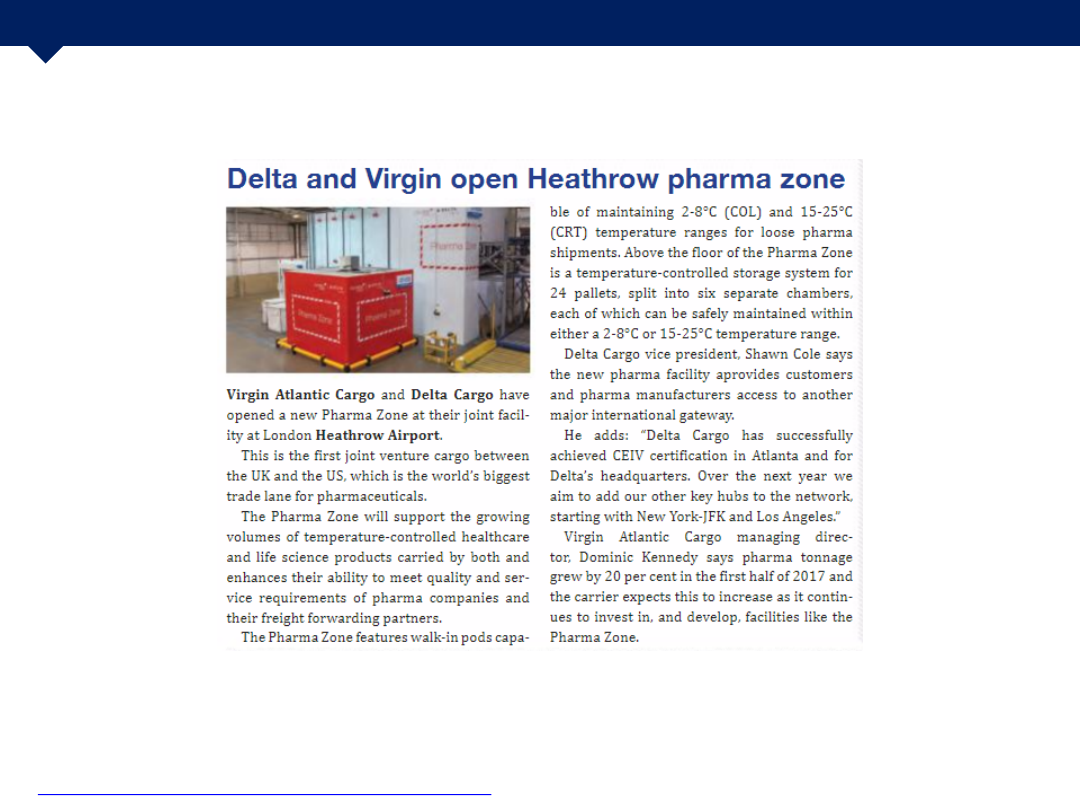 Delta and Virgin open Heathrow pharma zone
Pharma Zone
Pharma Zone
Pharma Zone
Virgin Atlantic Cargo and Delta Cargo have
opened a new Pharma Zone at their joint facil-
ity at London Heathrow Airport.
This is the first joint venture cargo between
the UK and the US, which is the world's biggest
trade lane for pharmaceuticals.
The Pharma Zone will support the growing
volumes of temperature-controlled healthcare
and life science products carried by both and
enhances their ability to meet quality and ser-
vice requirements of pharma companies and
their freight forwarding partners.
The Pharma Zone features walk-in pods capa-
ble of maintaining 2-8°C (COL) and 15-25°C
(CRT) temperature ranges for loose pharma
shipments. Above the floor of the Pharma Zone
is a temperature-controlled storage system for
24 pallets, split into six separate chambers,
each of which can be safely maintained within
either a 2-8°C or 15-25°C temperature range.
Delta Cargo vice president, Shawn Cole says
the new pharma facility aprovides customers
and pharma manufacturers access to another
major international gateway.
He adds: “Delta Cargo has successfully
achieved CEIV certification in Atlanta and for
Delta's headquarters. Over the next year we
aim to add our other key hubs to the network,
starting with New York-JFK and Los Angeles.”
Virgin Atlantic Cargo managing direc-
tor, Dominic Kennedy says pharma tonnage
grew by 20 per cent in the first half of 2017 and
the carrier expects this to increase as it contin-
ues to invest in, and develop, facilities like the
Pharma Zone.